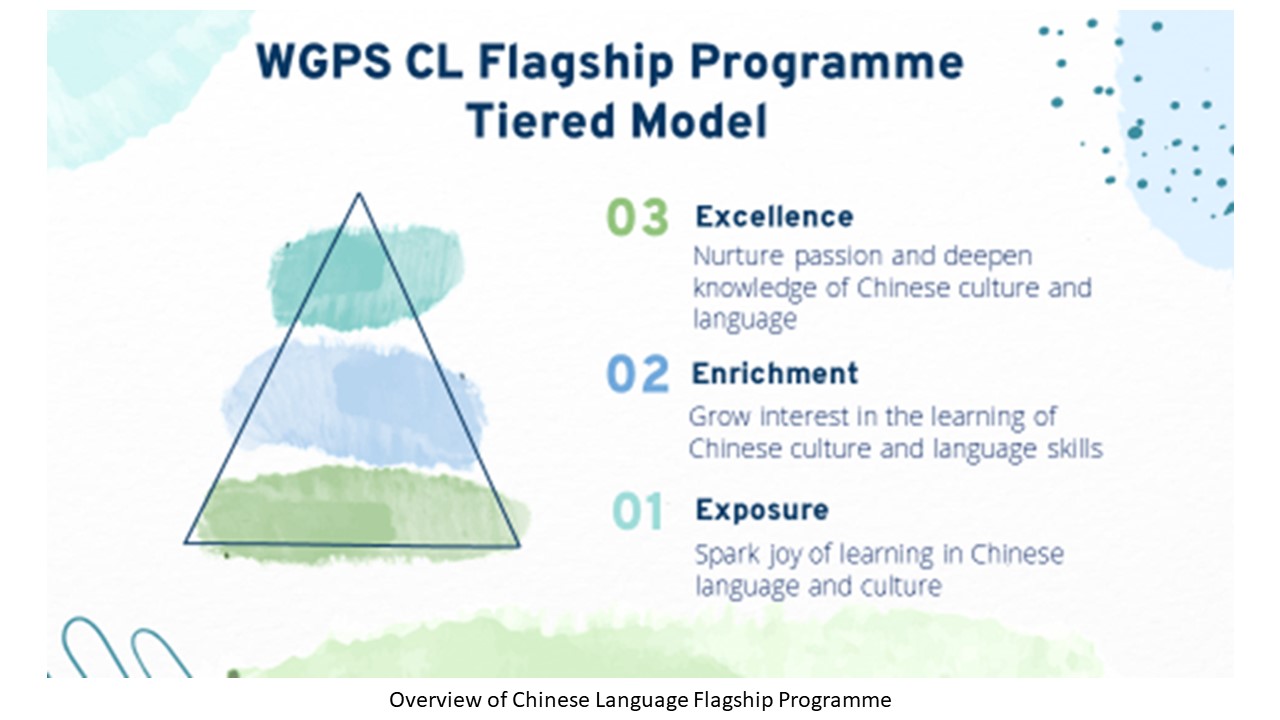 WGPS CL Flagship Programme
Tiered Model
03 Excellence
Nurture passion and deepen
knowledge of Chinese culture and
language
02 Enrichment
Grow interest in the learning of
Chinese culture and language skills
01 Exposure
Spark joy of learning in Chinese
language and culture
Overview of Chinese Language Flagship Programme